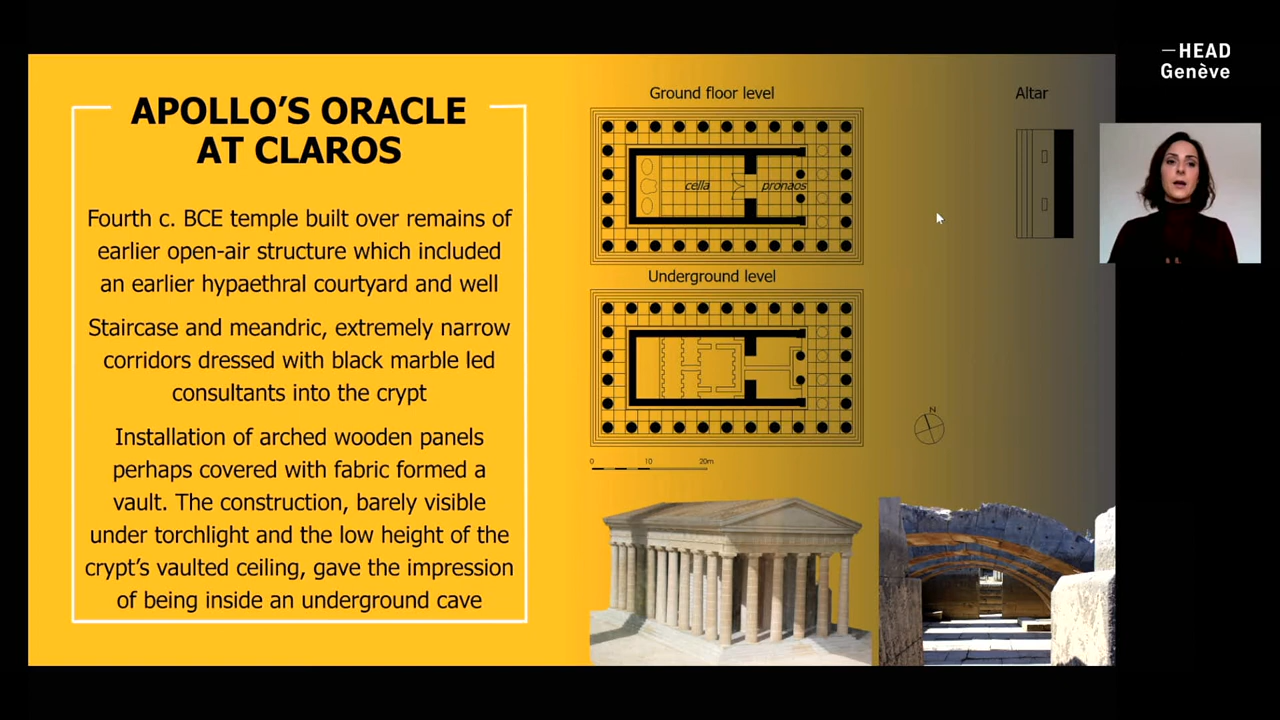 —HEAD
Genève
APOLLO'S ORACLE
AT CLAROS
Fourth c. BCE temple built over remains of
earlier open-air structure which included
an earlier hypaethral courtyard and well
Staircase and meandric, extremely narrow
corridors dressed with black marble led
consultants into the crypt
Installation of arched wooden panels
perhaps covered with fabric formed a
vault. The construction, barely visible
under torchlight and the low height of the
crypt's vaulted ceiling, gave the impression
of being inside an underground cave
Ground floor level
cella
pronaos
Altar
Underground level
N
0 10 20m